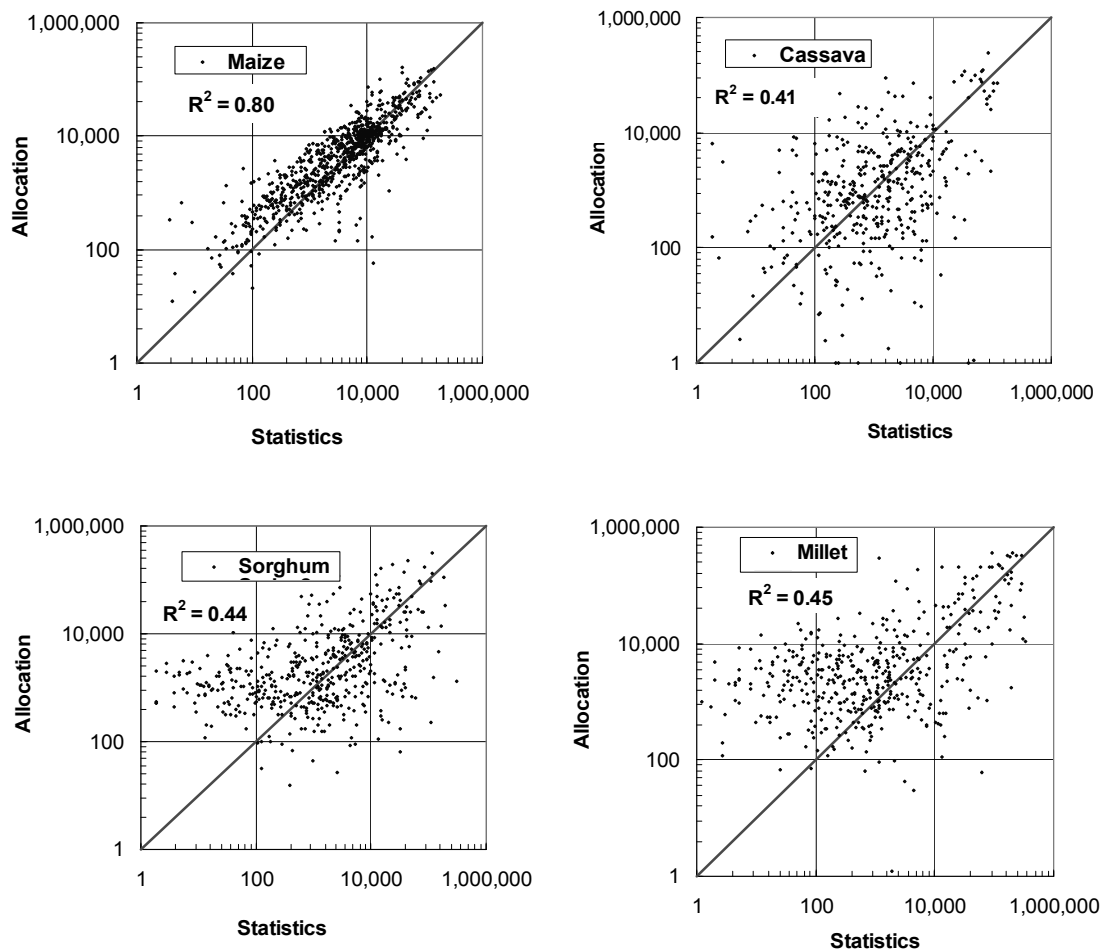 1,000,000
Maize
R² = 0.80
10,000
Allocation
100
1
1 100 10,000 1,000,000
Statistics
1,000,000
Cassava
R² = 0.41
10,000
Allocation
100
1
1 100 10,000 1,000,000
Statistics
1,000,000
Sorghum
R² = 0.44
10,000
Allocation
100
1
1 100 10,000 1,000,000
Statistics
1,000,000
Millet
R² = 0.45
10,000
Allocation
100
1
1 100 10,000 1,000,000
Statistics